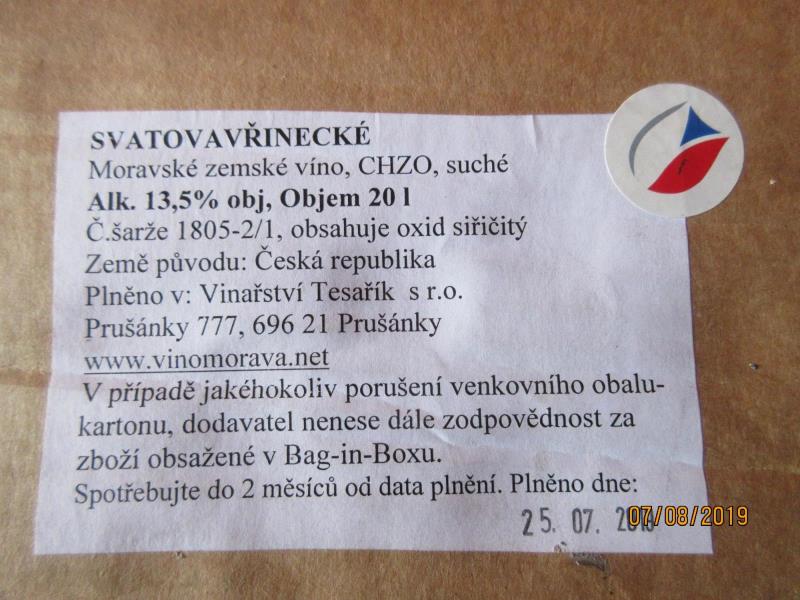 SVATOVAVŘINECKÉ
Moravské zemské víno, CHZO, suché
Alk. 13,5% obj, Objem 20 l
Č.šarže 1805-2/1, obsahuje oxid siřičitý
Země původu: Česká republika
Plněno v: Vinařství Tesařík s r.o.
Prušánky 777, 696 21 Prušánky
www.vinomorava.net
V případě jakéhokoliv porušení venkovního obalu-
kartonu, dodavatel nenese dále zodpovědnost za
zboží obsažené v Bag-in-Boxu.
Spotřebujte do 2 měsíců od data plnění. Plněno dne:
25. 07.
07/08/2019